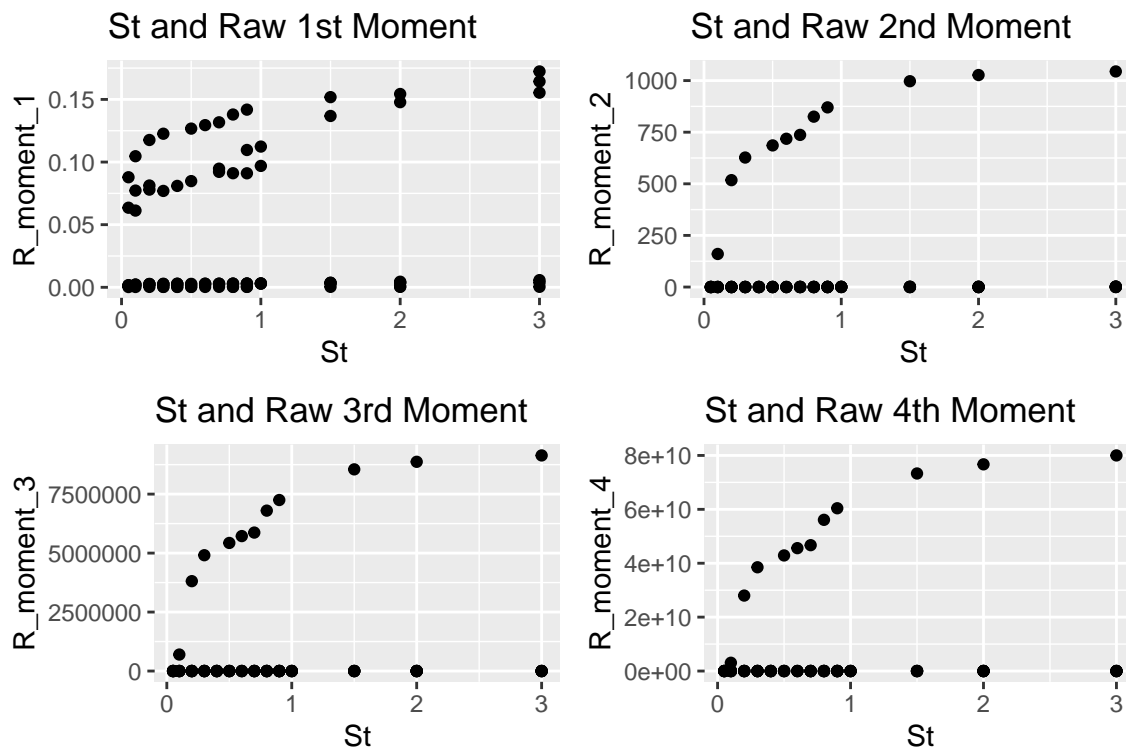 St and Raw 1st Moment
R_moment_1
0.15
0.10
0.05
0.00
0 1 2 3
St
St and Raw 2nd Moment
R_moment_2
1000
750
500
250
0
0 1 2 3
St
St and Raw 3rd Moment
R_moment_3
7500000
5000000
2500000
0
0 1 2 3
St
St and Raw 4th Moment
R_moment_4
8e+10
6e+10
4e+10
2e+10
0e+00
0 1 2 3
St